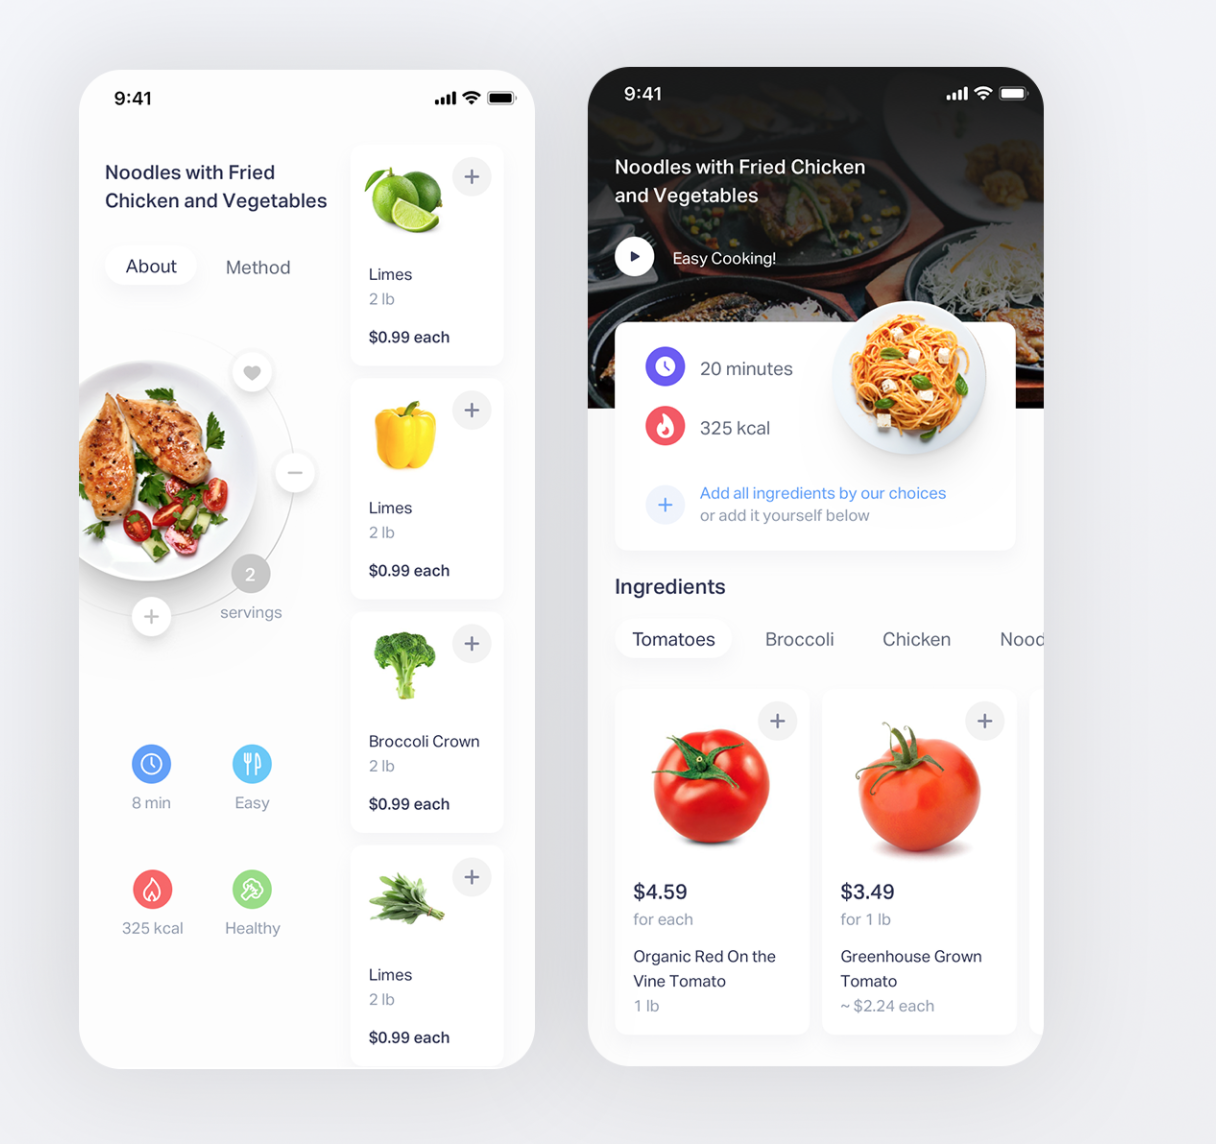 9:41
Noodles with Fried
Chicken and Vegetables
About
Method
2
servings
8 min
Easy
325 kcal
Healthy
Limes
2 lb
$0.99 each
Limes
2 lb
$0.99 each
Broccoli Crown
2 lb
$0.99 each
Limes
2 lb
$0.99 each
9:41
Noodles with Fried Chicken
and Vegetables
Easy Cooking!
20 minutes
325 kcal
Add all ingredients by our choices
or add it yourself below
Ingredients
Tomatoes
Broccoli
Chicken
Nood
$4.59
for each
Organic Red On the
Vine Tomato
1 lb
$3.49
for 1 lb
Greenhouse Grown
Tomato
~ $2.24 each